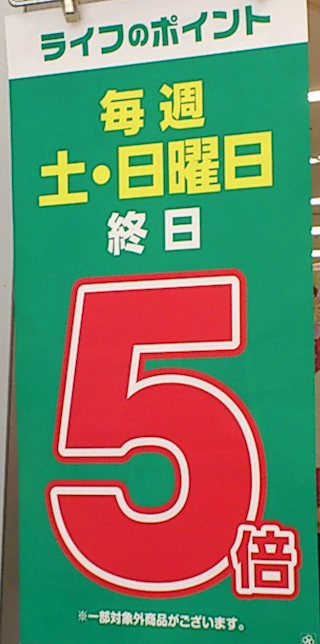 ライフのポイント
毎週
土・日曜日
終日
5倍
※一部対象外商品がございます。